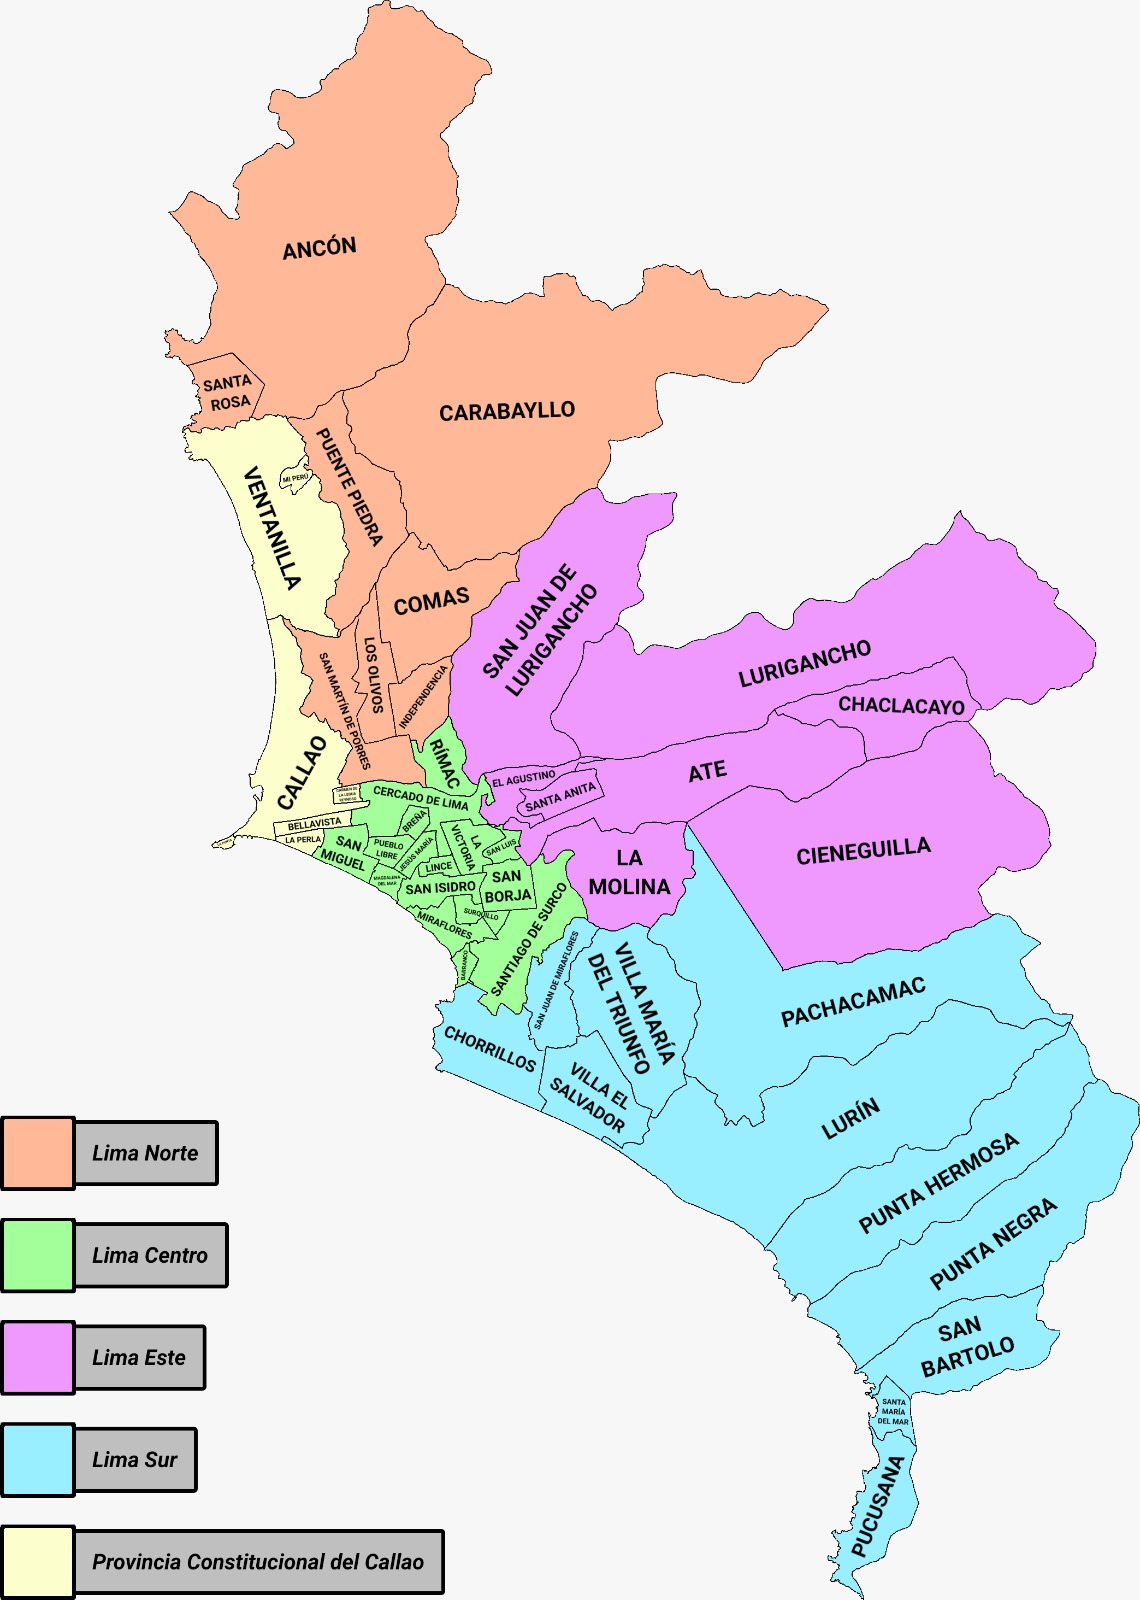 ANCÓN
SANTA
ROSA
CARABAYLLO
VENTANILLA
MI PERÚ
PUENTE PIEDRA
COMAS
SAN JUAN DE
LURIGANCHO
LOS OLIVOS
SAN MARTÍN DE PORRES
INDEPENDENCIA
LURIGANCHO
CHACLACAYO
RÍMAC
CALLAO
EL AGUSTINO
SANTA ANITA
ATE
CARMEN DE
LA LEGUA
REYNOSO
CERCADO DE LIMA
BELLAVISTA
LA PERLA
BREÑA
SAN
MIGUEL
PUEBLO
LIBRE
JESÚS MARÍA
LA
VICTORIA
SAN LUIS
LINCE
MAGDALENA
DEL MAR
SAN ISIDRO
SAN
BORJA
LA
MOLINA
CIENEGUILLA
SURQUILLO
MIRAFLORES
SANTIAGO DE SURCO
BARRANCO
SAN JUAN DE MIRAFLORES
VILLA MARÍA
DEL TRIUNFO
PACHACAMAC
CHORRILLOS
VILLA EL
SALVADOR
LURÍN
PUNTA HERMOSA
PUNTA NEGRA
SAN
BARTOLO
SANTA
MARÍA
DEL MAR
PUCUSANA
Lima Norte
Lima Centro
Lima Este
Lima Sur
Provincia Constitucional del Callao